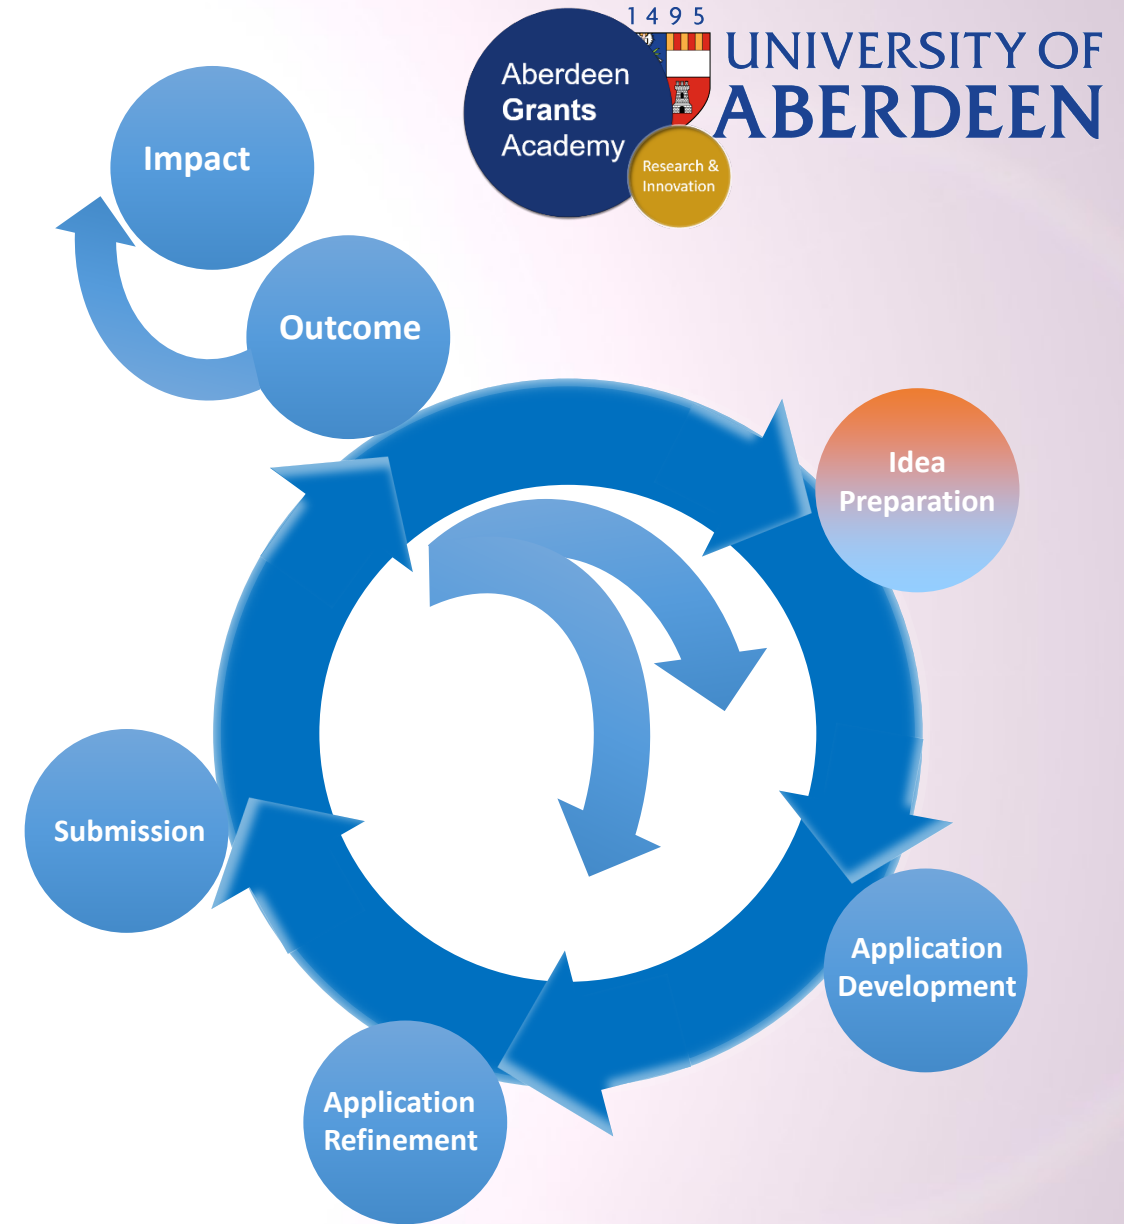 1495
UNIVERSITY OF
ABERDEEN
Aberdeen
Grants
Academy
Research &
Innovation
Impact
Outcome
Idea
Preparation
Submission
Application
Development
Application
Refinement